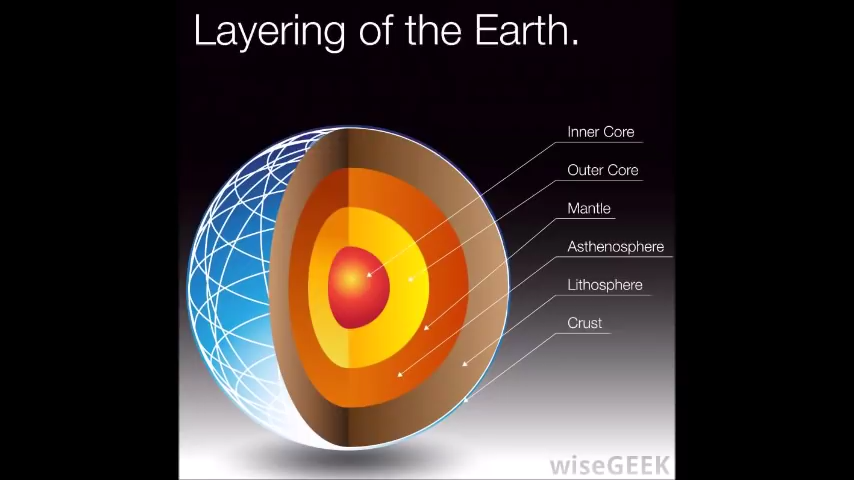 Layering of the Earth.
Inner Core
Outer Core
Mantle
Asthenosphere
Lithosphere
Crust
wiseGEEK